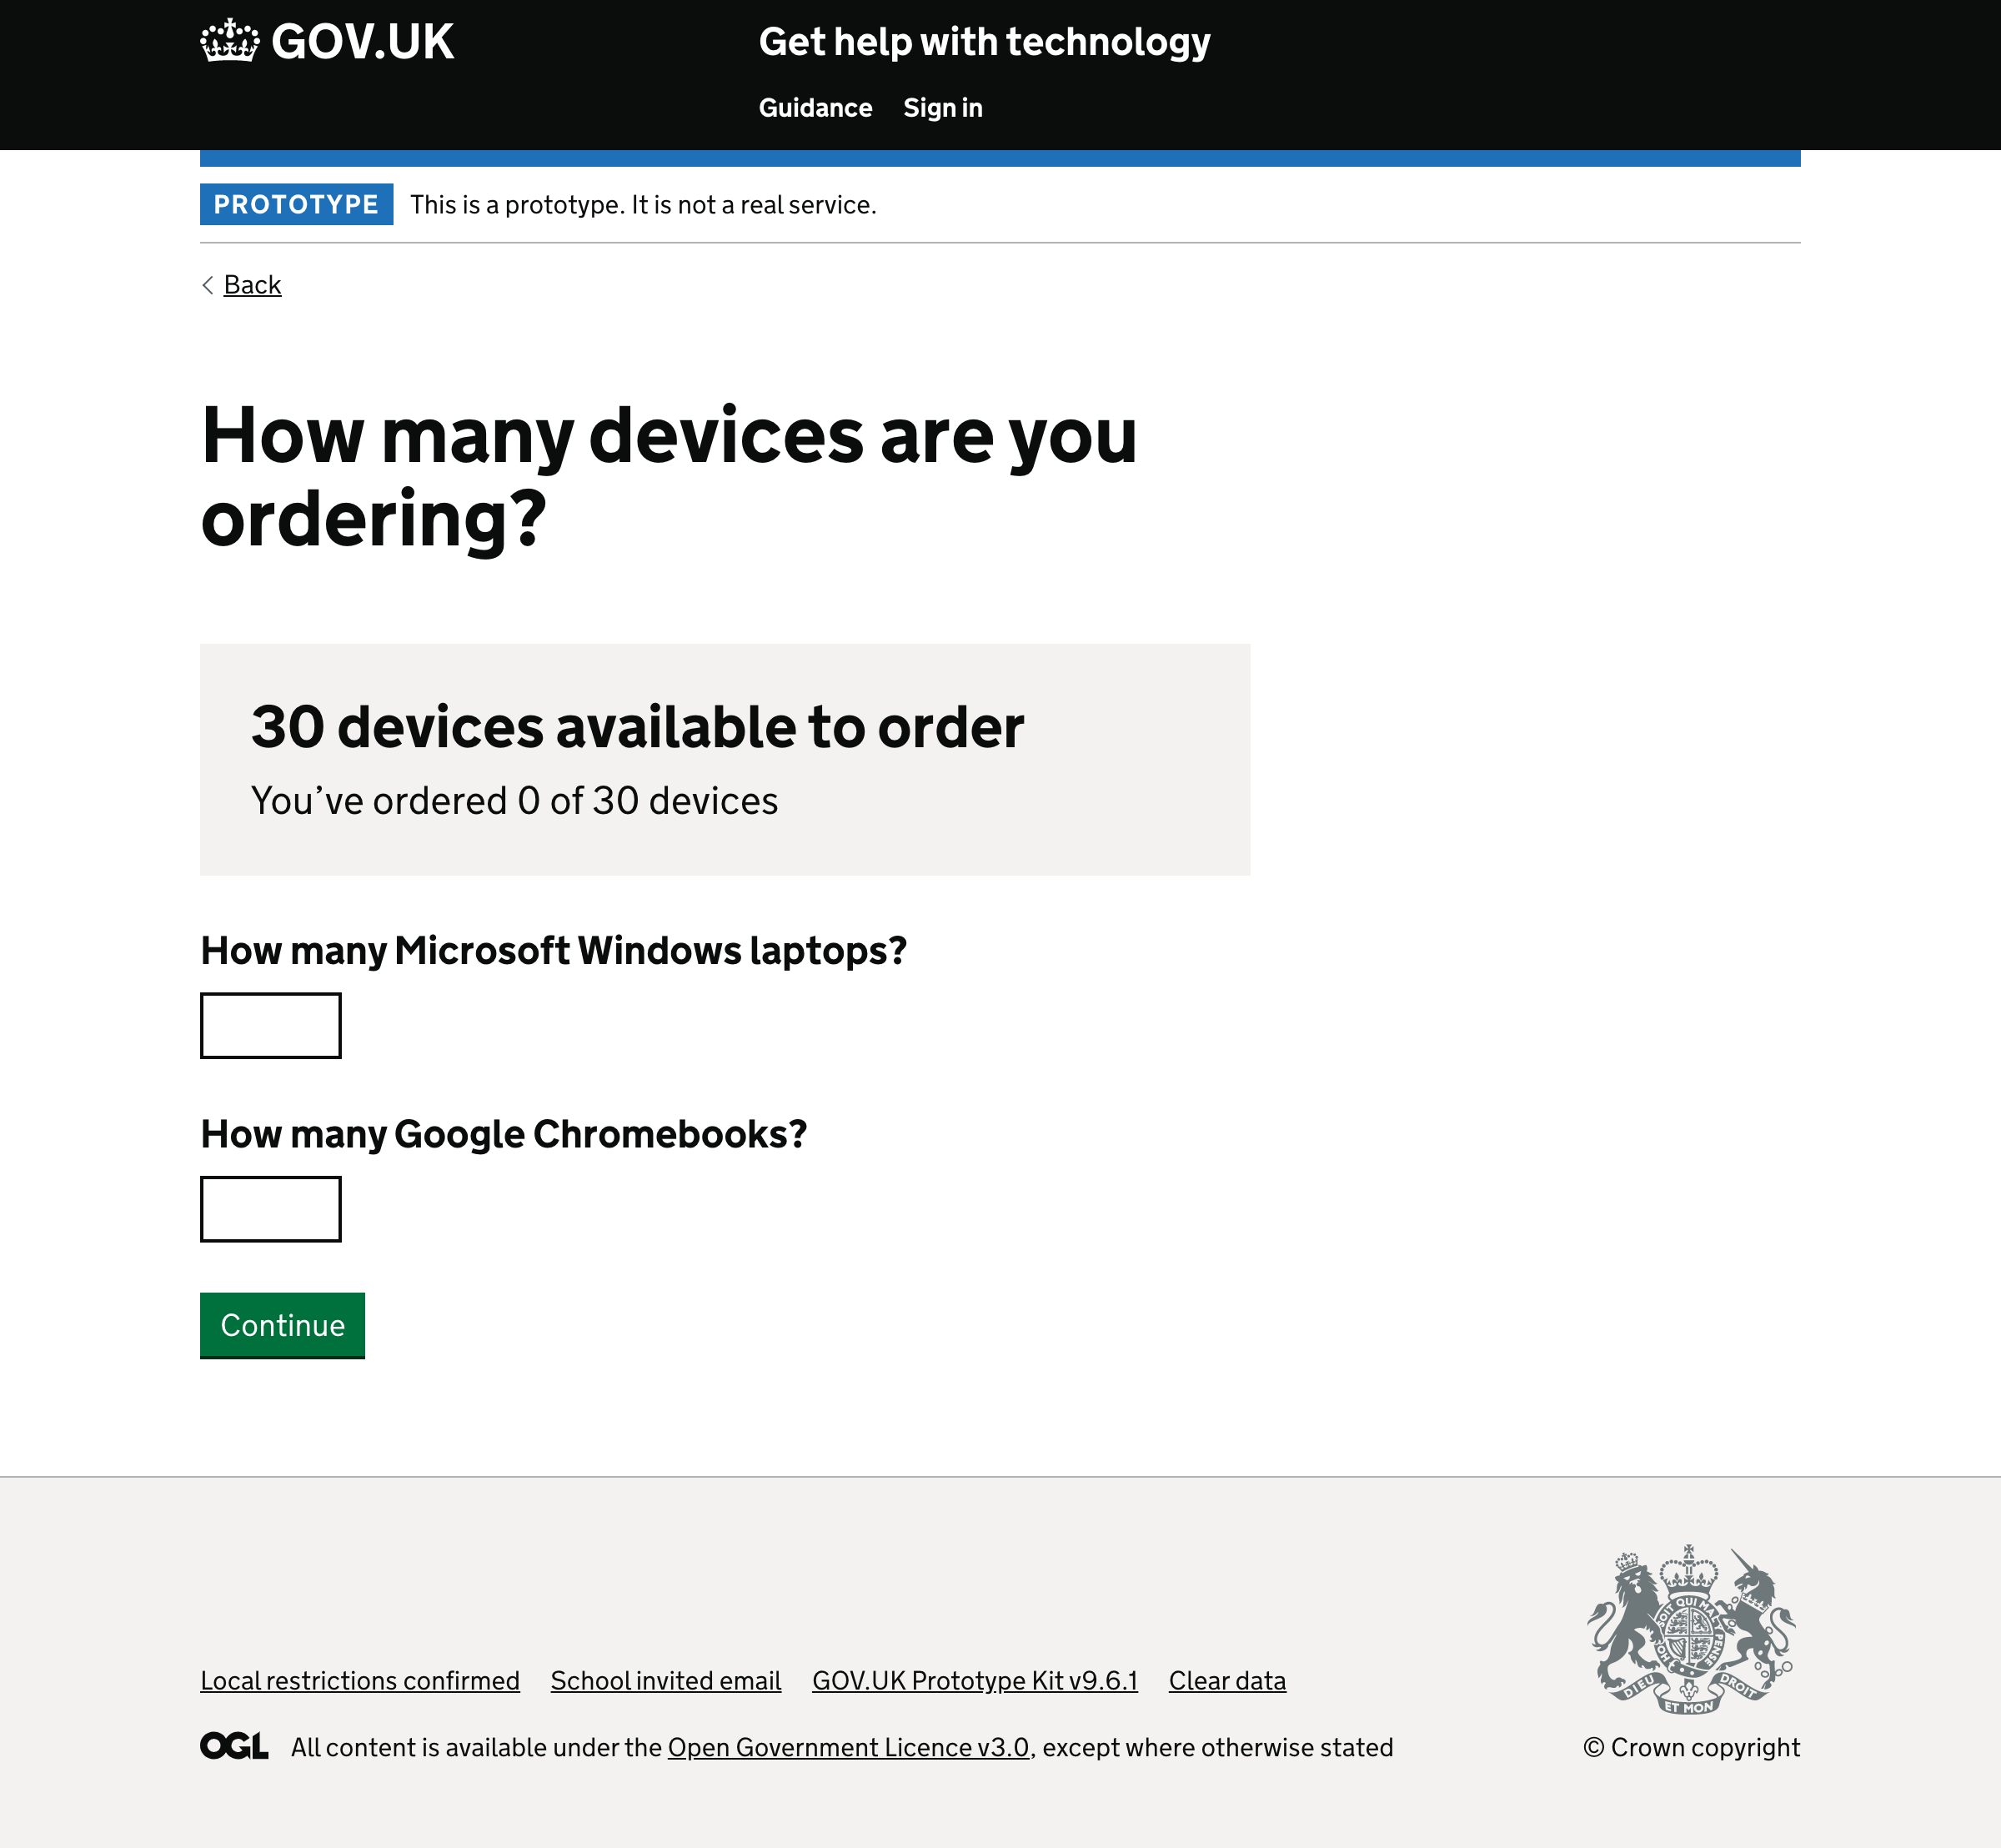 GOV.UK
Get help with technology
Guidance Sign in
PROTOTYPE This is a prototype. It is not a real service.
Back
How many devices are you
ordering?
30 devices available to order
You’ve ordered 0 of 30 devices
How many Microsoft Windows laptops?
How many Google Chromebooks?
Continue
Local restrictions confirmed School invited email GOV.UK Prototype Kit v9.6.1 Clear data
OGL All content is available under the Open Government Licence v3.0, except where otherwise stated
SOIT QUI MAL PENSE HON
DIEU ET MON DROIT
© Crown copyright